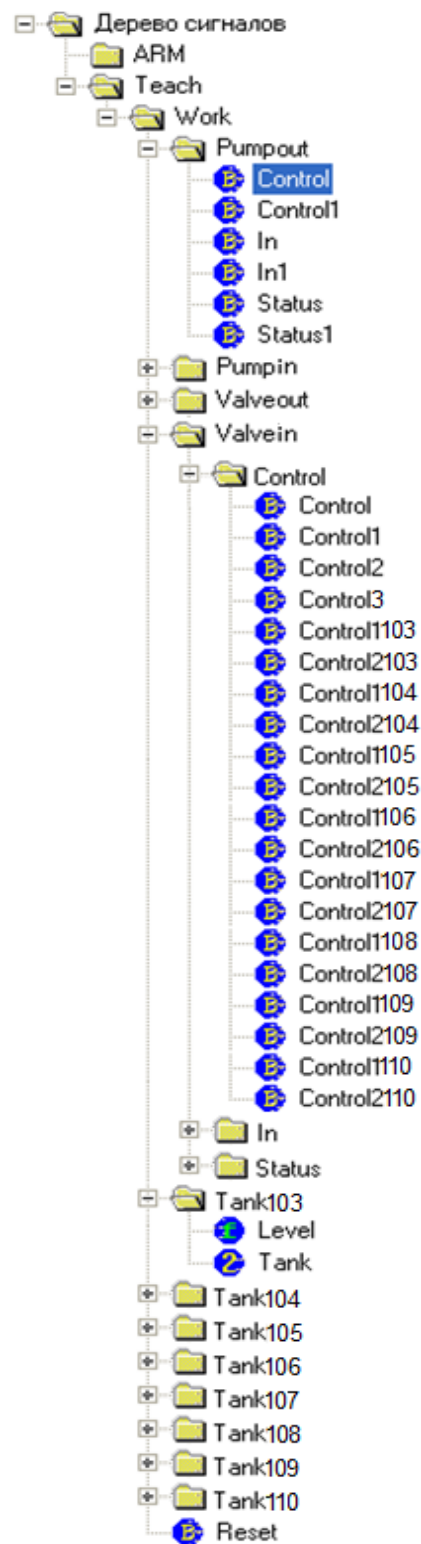 Дерево сигналов
ARM
Teach
Work
Pumpout
Control
Control1
In
In1
Status
Status1
Pumpin
Valveout
Valvein
Control
Control
Control1
Control2
Control3
Control1103
Control2103
Control1104
Control2104
Control1105
Control2105
Control1106
Control2106
Control1107
Control2107
Control1108
Control2108
Control1109
Control2109
Control1110
Control2110
In
Status
Tank103
Level
Tank
Tank104
Tank105
Tank106
Tank107
Tank108
Tank109
Tank110
Reset